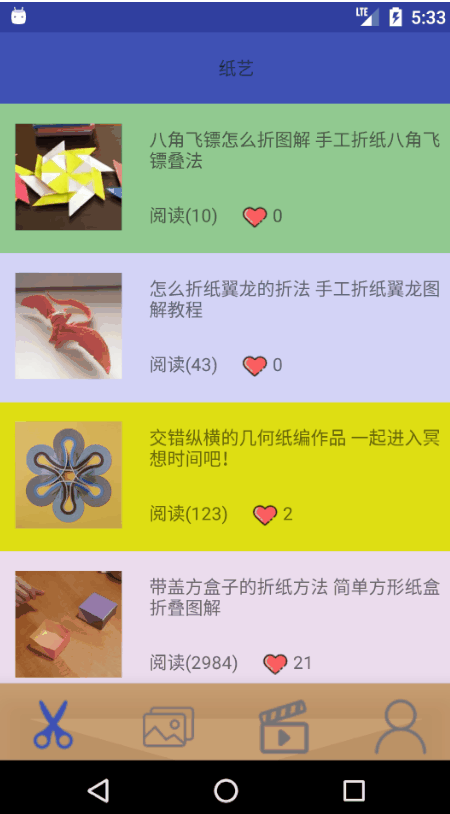 LTE 5:33
纸艺
八角飞镖怎么折图解 手工折纸八角飞
镖叠法
阅读(10) 0
怎么折纸翼龙的折法 手工折纸翼龙图
解教程
阅读(43) 0
交错纵横的几何纸编作品 一起进入冥
想时间吧!
阅读(123) 2
带盖方盒子的折纸方法 简单方形纸盒
折叠图解
阅读(2984) 21